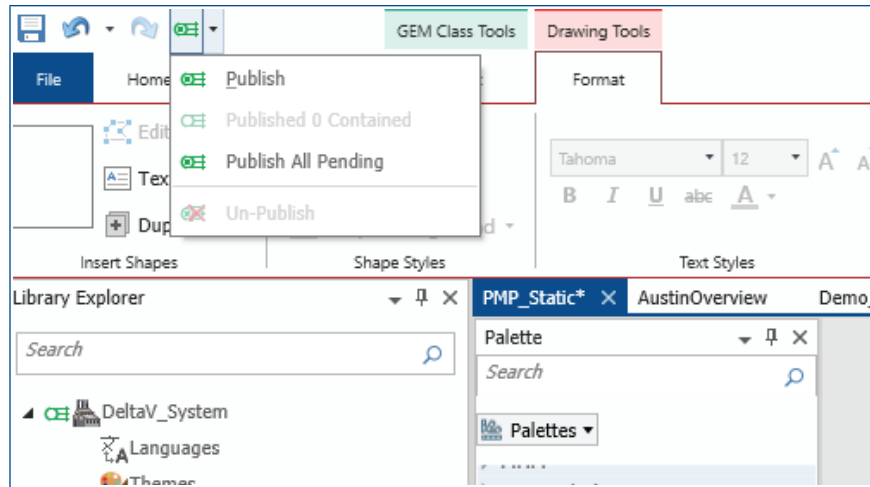 GEM Class Tools
Drawing Tools
File
Home
Format
Publish
Published 0 Contained
Publish All Pending
Un-Publish
Edit
Tex
Dup
Tahoma
12
A
A
B I U abc A
Insert Shapes
Shape Styles
Text Styles
Library Explorer
PMP_Static*
AustinOverview
Demo_
Search
Palette
Search
Palettes
DeltaV_System
Languages
Themes